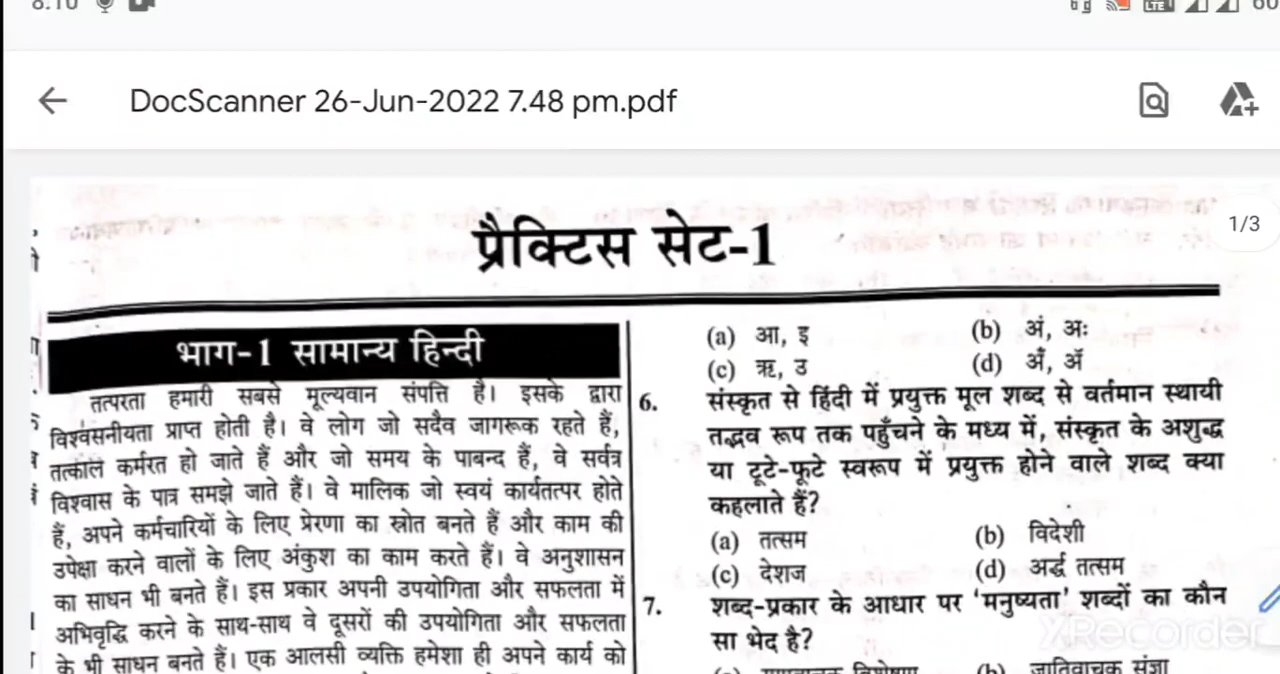 8:10
DocScanner 26-Jun-2022 7.48 pm.pdf
1/3
प्रैक्टिस सेट-1
भाग-1 सामान्य हिन्दी
तत्परता हमारी सबसे मूल्यवान संपत्ति है। इसके द्वारा
विश्वसनीयता प्राप्त होती है। वे लोग जो सदैव जागरूक रहते हैं,
तत्काल कर्मरत हो जाते हैं और जो समय के पाबन्द हैं, वे सर्वत्र
विश्वास के पात्र समझे जाते हैं। वे मालिक जो स्वयं कार्यतत्पर होते
हैं, अपने कर्मचारियों के लिए प्रेरणा का स्रोत बनते हैं और काम की
उपेक्षा करने वालों के लिए अंकुश का काम करते हैं। वे अनुशासन
का साधन भी बनते हैं। इस प्रकार अपनी उपयोगिता और सफलता में
अभिवृद्धि करने के साथ-साथ वे दूसरों की उपयोगिता और सफलता
के भी साधन बनते हैं। एक आलसी व्यक्ति हमेशा ही अपने कार्य को
(a) आ, इ (b) अं, अः
(c) ऋ, उ (d) अँ, ॲ
6. संस्कृत से हिंदी में प्रयुक्त मूल शब्द से वर्तमान स्थायी
तद्भव रूप तक पहुँचने के मध्य में, संस्कृत के अशुद्ध
या टूटे-फूटे स्वरूप में प्रयुक्त होने वाले शब्द क्या
कहलाते हैं?
(a) तत्सम (b) विदेशी
(c) देशज (d) अर्द्ध तत्सम
7. शब्द-प्रकार के आधार पर 'मनुष्यता' शब्दों का कौन
सा भेद है?
(b) जातिवाचक संज्ञा
XRecorder